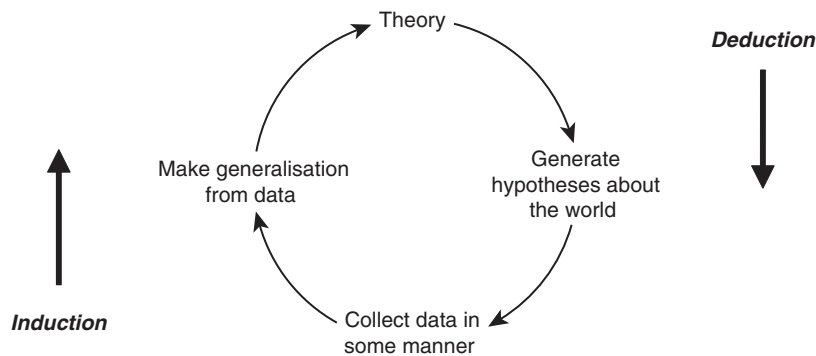 Theory
Deduction
Generate
hypotheses about
the world
Make generalisation
from data
Induction
Collect data in
some manner